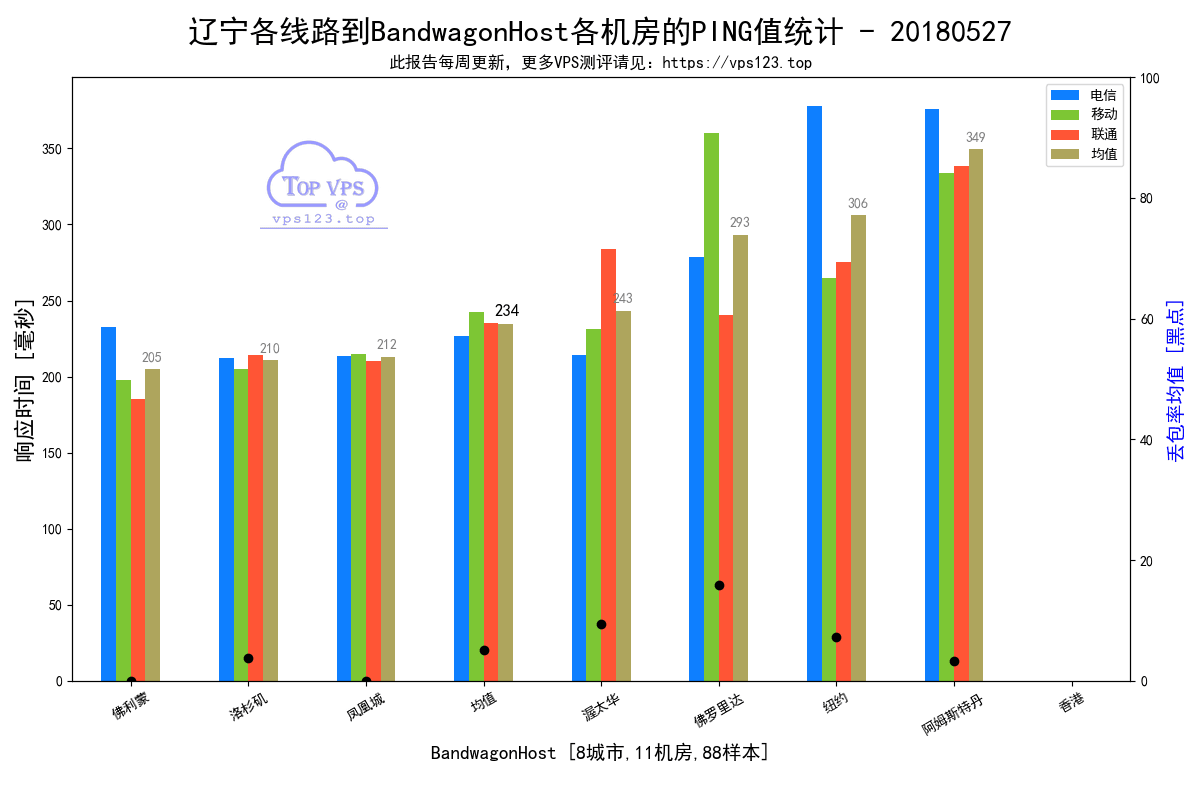 辽宁各线路到BandwagonHost各机房的PING值统计 - 20180527
此报告每周更新，更多VPS测评请见：https://vps123.top
电信
移动
联通
均值
TOP VPS
@
vps123.top
响应时间 [毫秒]
350
300
250
200
150
100
50
0
205
210
212
234
243
293
306
349
100
80
60
40
20
0
丢包率均值 [黑点]
佛利蒙
洛杉矶
凤凰城
均值
渥太华
佛罗里达
纽约
阿姆斯特丹
香港
BandwagonHost [8城市,11机房,88样本]